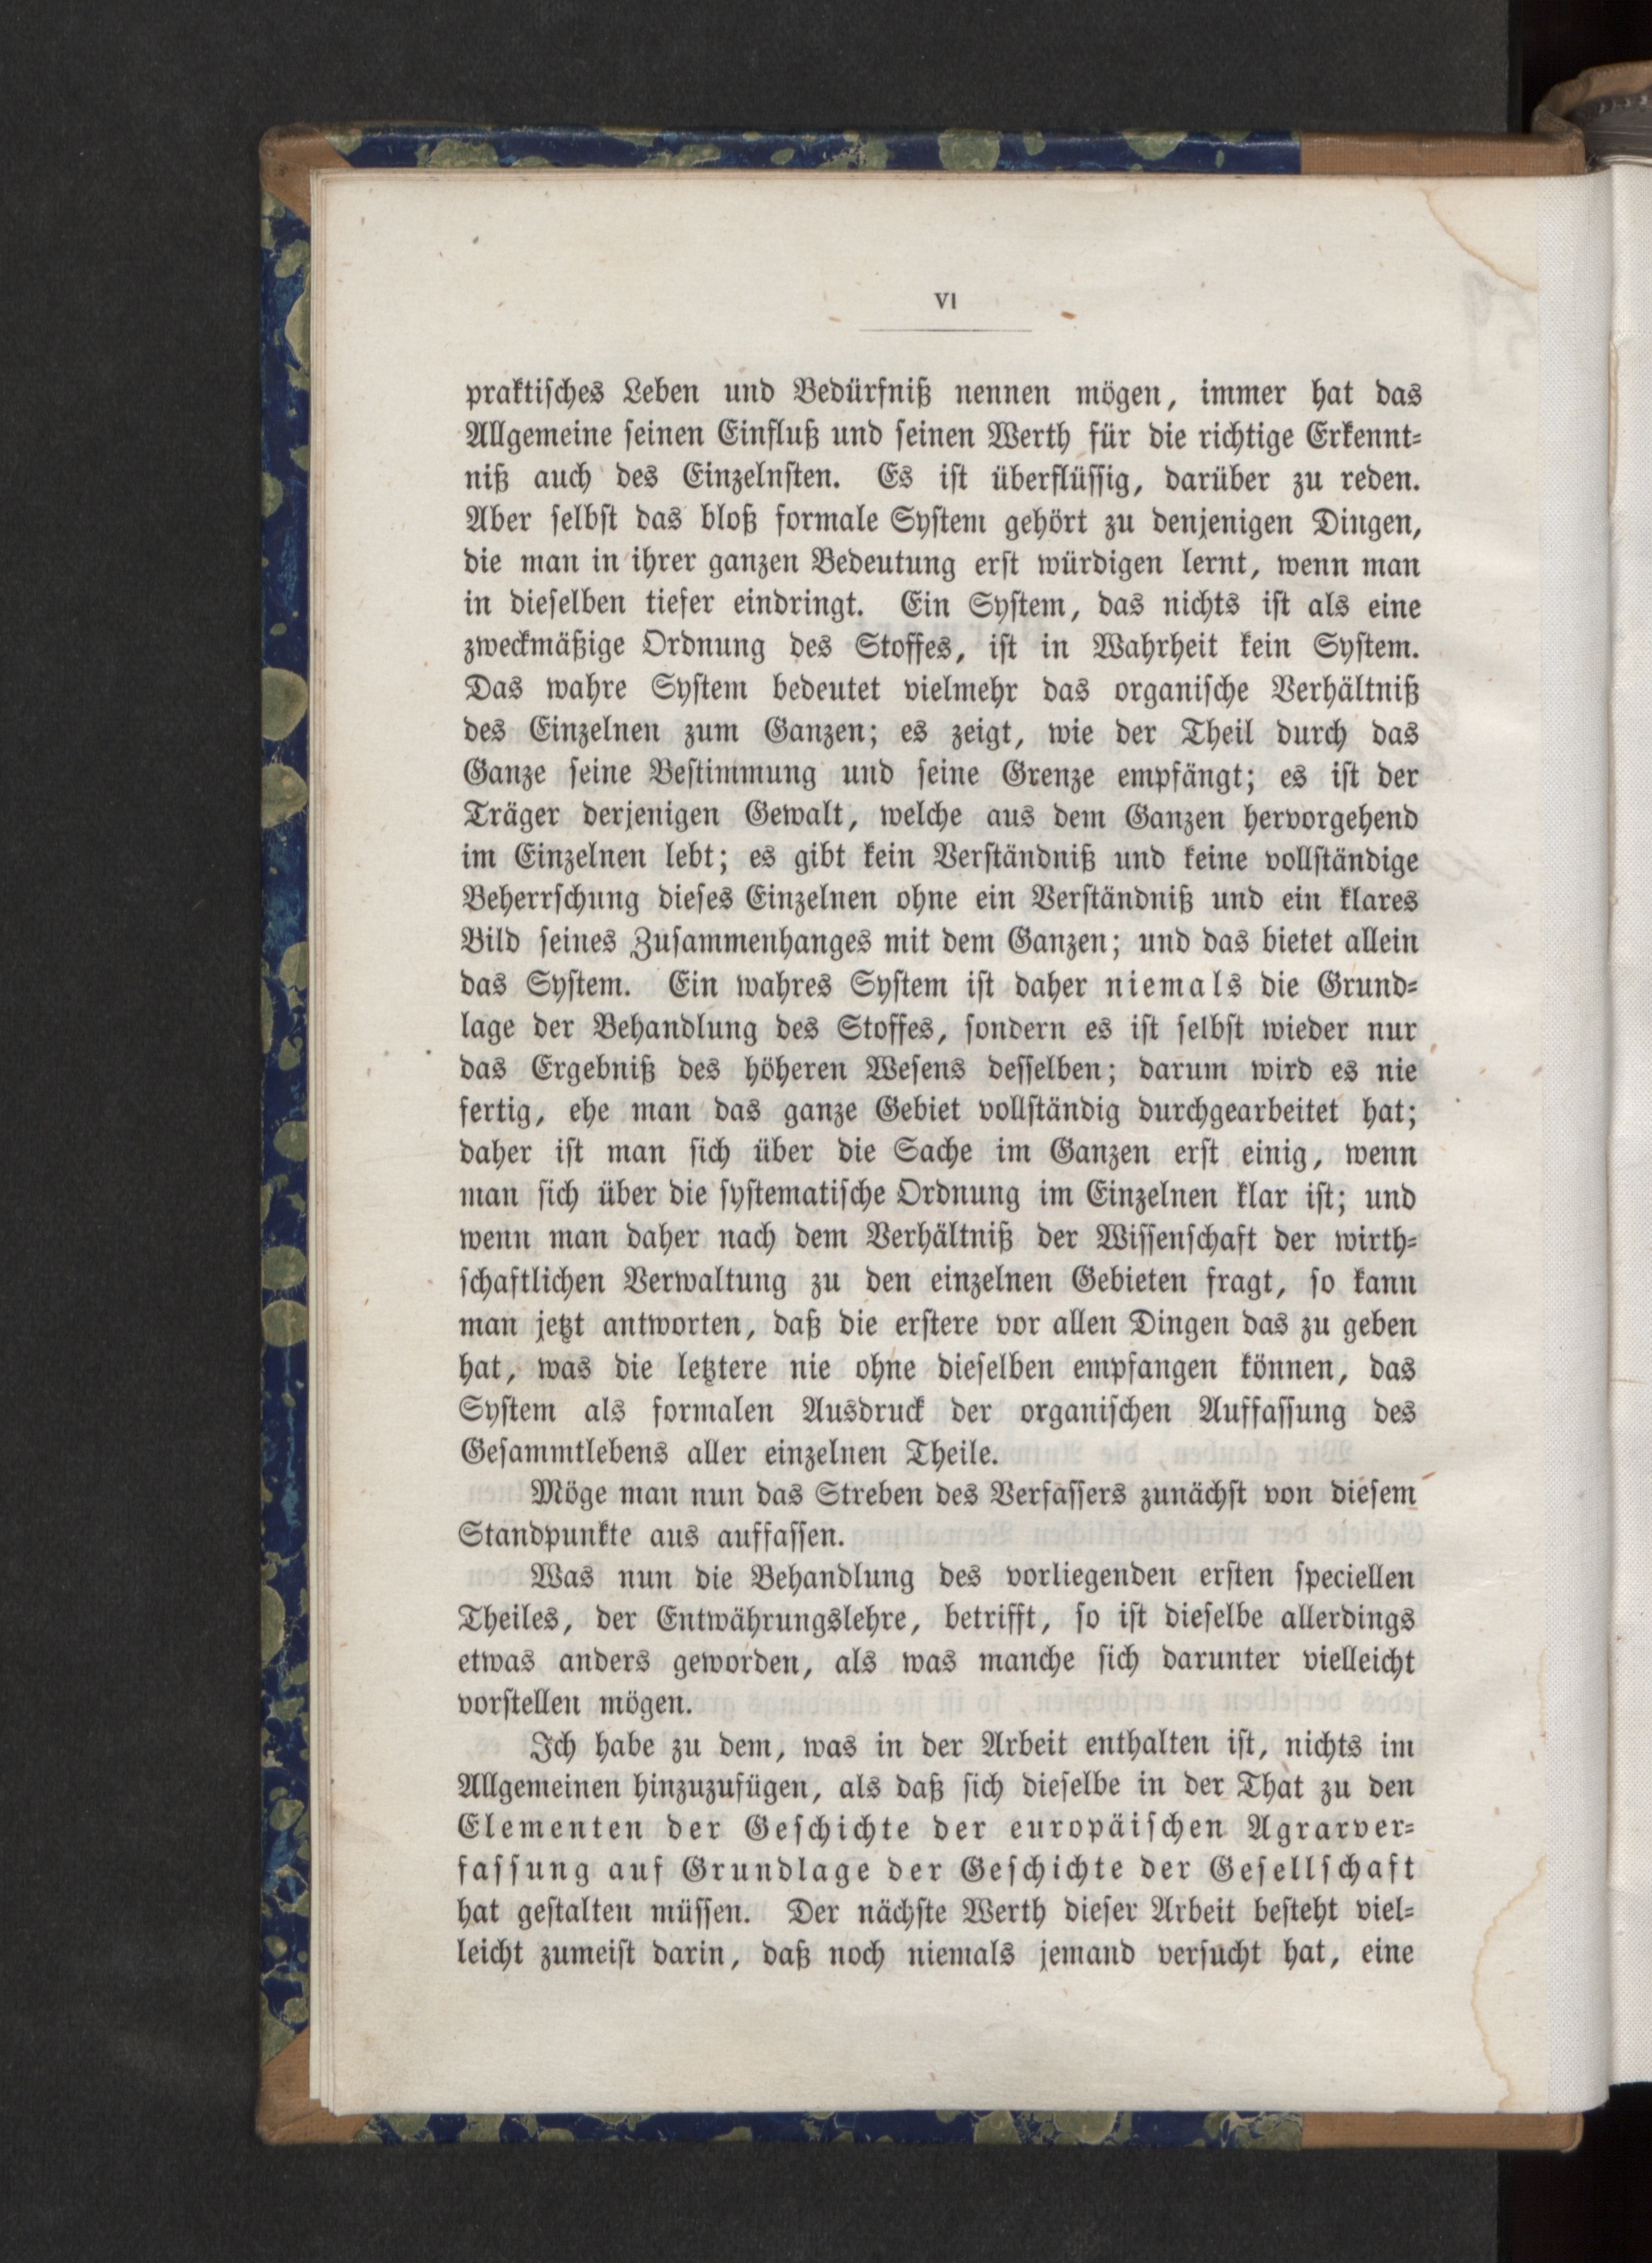 VI
praktiſches Leben und Bedürfniß nennen mögen, immer hat das
Allgemeine ſeinen Einfluß und ſeinen Werth für die richtige Erkennt⸗
niß auch des Einzelnſten. Es iſt überflüſſig, darüber zu reden.
Aber ſelbſt das bloß formale Syſtem gehört zu denjenigen Dingen,
die man in ihrer ganzen Bedeutung erſt würdigen lernt, wenn man
in dieſelben tiefer eindringt. Ein Syſtem, das nichts iſt als eine
zweckmäßige Ordnung des Stoffes, iſt in Wahrheit kein Syſtem.
Das wahre Syſtem bedeutet vielmehr das organiſche Verhältniß
des Einzelnen zum Ganzen; es zeigt, wie der Theil durch das
Ganze ſeine Beſtimmung und ſeine Grenze empfängt; es iſt der
Träger derjenigen Gewalt, welche aus dem Ganzen hervorgehend
im Einzelnen lebt; es gibt kein Verſtändniß und keine vollſtändige
Beherrſchung dieſes Einzelnen ohne ein Verſtändniß und ein klares
Bild ſeines Zuſammenhanges mit dem Ganzen; und das bietet allein
das Syſtem. Ein wahres Syſtem iſt daher niemals die Grund⸗
lage der Behandlung des Stoffes, ſondern es iſt ſelbſt wieder nur
das Ergebniß des höheren Weſens deſſelben; darum wird es nie
fertig, ehe man das ganze Gebiet vollſtändig durchgearbeitet hat;
daher iſt man ſich über die Sache im Ganzen erſt einig, wenn
man ſich über die ſyſtematiſche Ordnung im Einzelnen klar iſt; und
wenn man daher nach dem Verhältniß der Wiſſenſchaft der wirth⸗
ſchaftlichen Verwaltung zu den einzelnen Gebieten fragt, ſo kann
man jetzt antworten, daß die erſtere vor allen Dingen das zu geben
hat, was die letztere nie ohne dieſelben empfangen können, das
Syſtem als formalen Ausdruck der organiſchen Auffaſſung des
Geſammtlebens aller einzelnen Theile.
Möge man nun das Streben des Verfaſſers zunächſt von dieſem
Standpunkte aus auffaſſen.
Was nun die Behandlung des vorliegenden erſten ſpeciellen
Theiles, der Entwährungslehre, betrifft, ſo iſt dieſelbe allerdings
etwas anders geworden, als was manche ſich darunter vielleicht
vorſtellen mögen.
Ich habe zu dem, was in der Arbeit enthalten iſt, nichts im
Allgemeinen hinzuzufügen, als daß ſich dieſelbe in der That zu den
Elementen der Geſchichte der europäiſchen Agrarver⸗
faſſung auf Grundlage der Geſchichte der Geſellſchaft
hat geſtalten müſſen. Der nächſte Werth dieſer Arbeit beſteht viel⸗
leicht zumeiſt darin, daß noch niemals jemand verſucht hat, eine